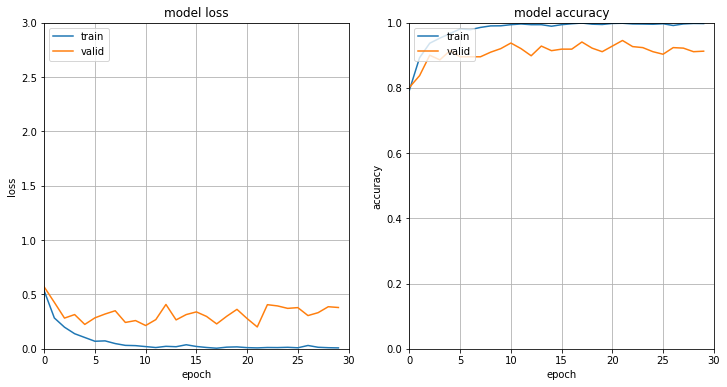 model loss
train
valid
3.0
2.5
2.0
1.5
1.0
0.5
0.0
loss
0 5 10 15 20 25 30
epoch
model accuracy
train
valid
1.0
0.8
0.6
0.4
0.2
0.0
accuracy
0 5 10 15 20 25 30
epoch